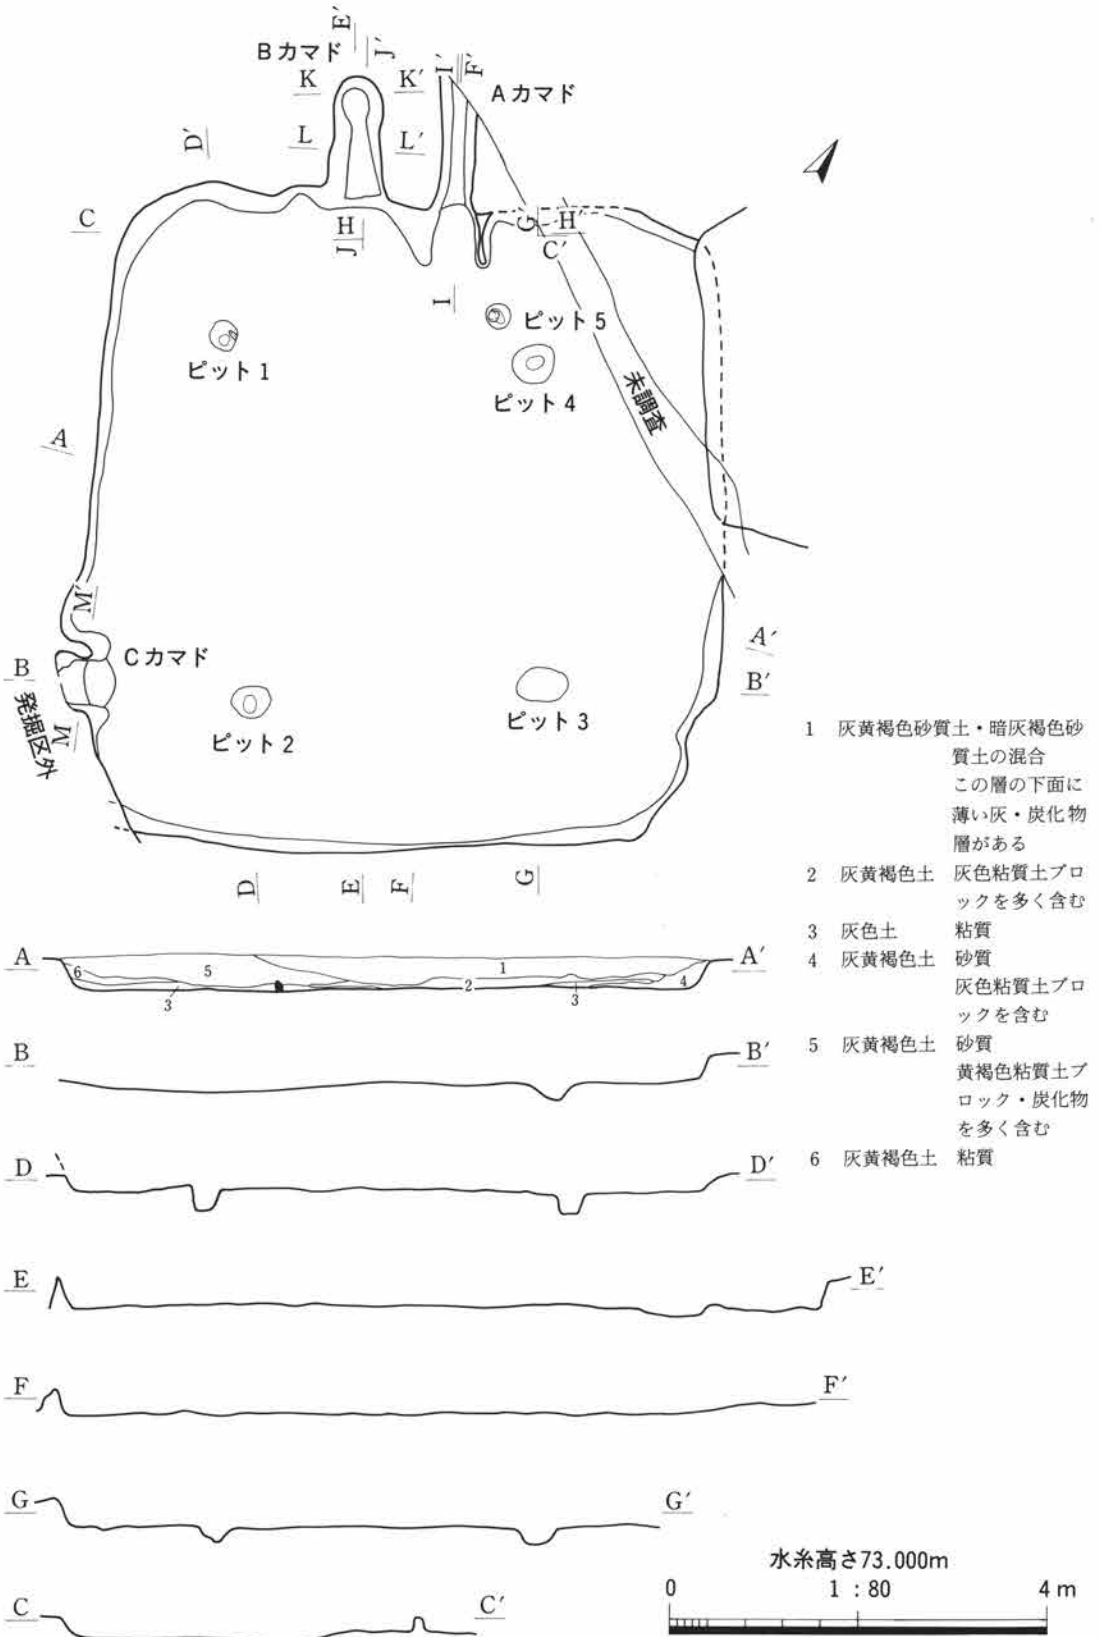 E′
J′
Bカマド
I′
F′
K
K′
Aカマド
D′
L
L′
C
H
J
G
H′
C′
I
ピット5
ピット1
ピット4
未調査
A
M′
Cカマド
B
A′
B′
発掘区外
M
ピット2
ピット3
D
E
F
G
1 灰黄褐色砂質土・暗灰褐色砂
質土の混合
この層の下面に
薄い灰・炭化物
層がある
2 灰黄褐色土 灰色粘質土ブロ
ックを多く含む
3 灰色土 粘質
4 灰黄褐色土 砂質
灰色粘質土ブロ
ックを含む
5 灰黄褐色土 砂質
黄褐色粘質土ブ
ロック・炭化物
を多く含む
6 灰黄褐色土 粘質
A
6
5
1
A′
3
2
3
4
B
B′
D
D′
E
E′
F
F′
G
G′
C
C′
水糸高さ73.000m
0 1:80 4m